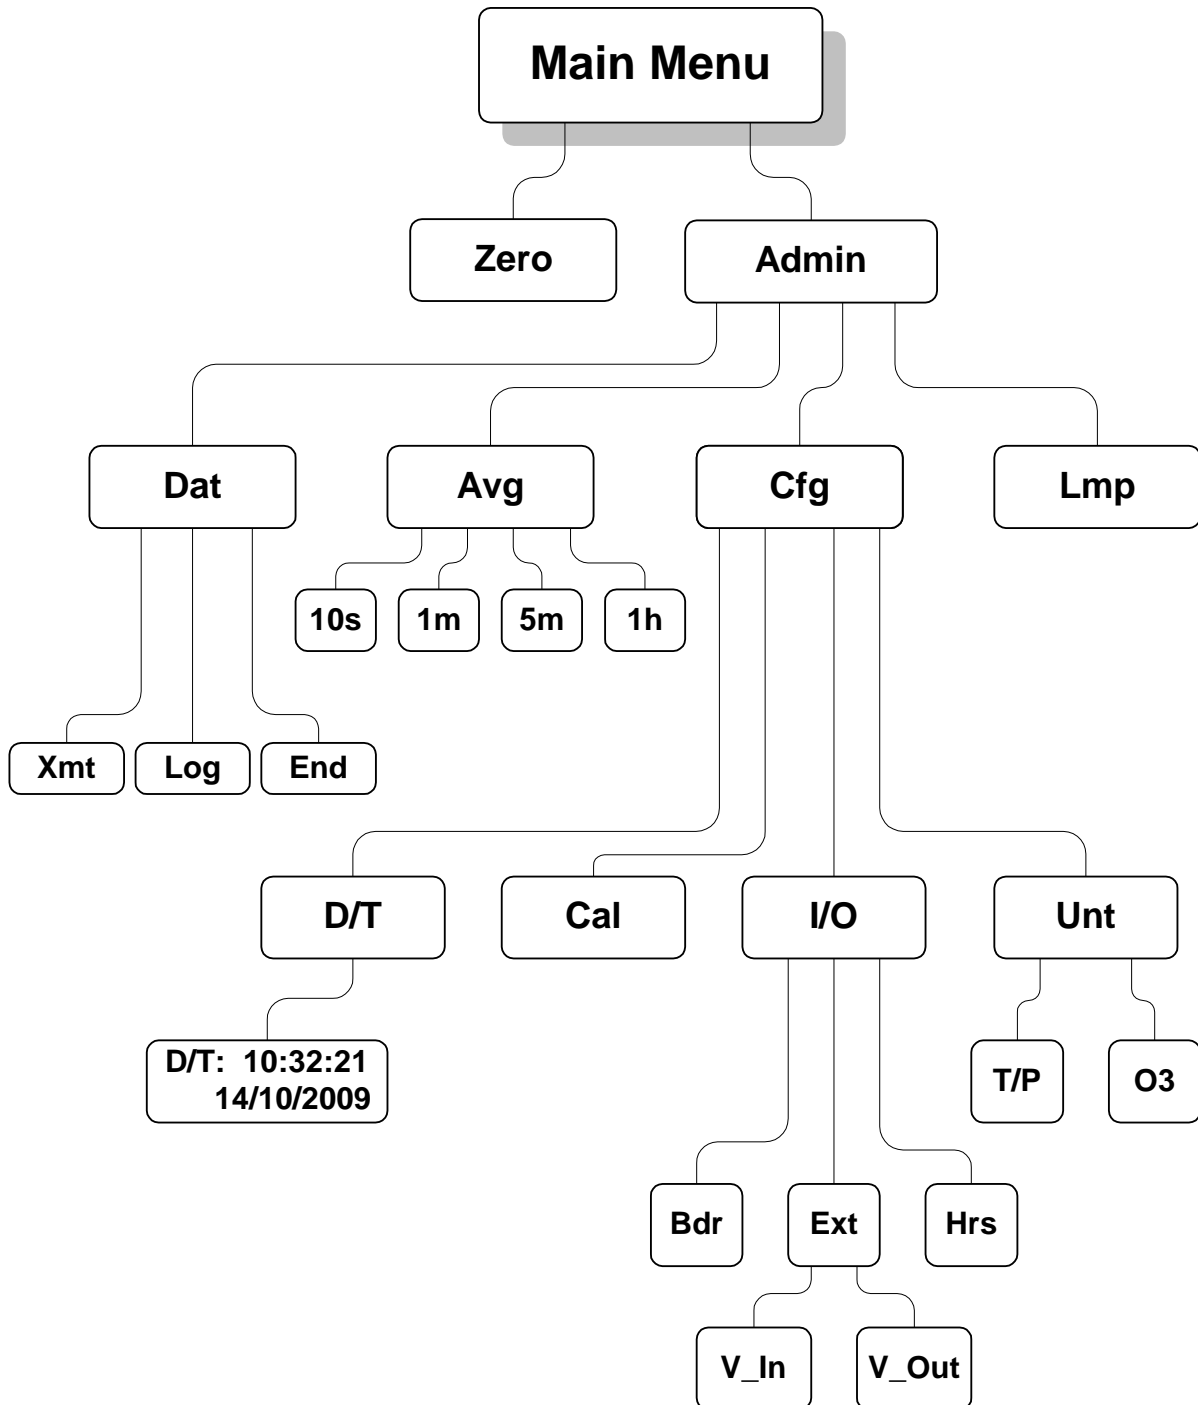 Main Menu
Zero
Admin
Dat
Avg
Cfg
Lmp
10s
1m
5m
1h
Xmt
Log
End
D/T
Cal
I/O
Unt
D/T:  10:32:21
14/10/2009
T/P
O3
Bdr
Ext
Hrs
V_In
V_Out